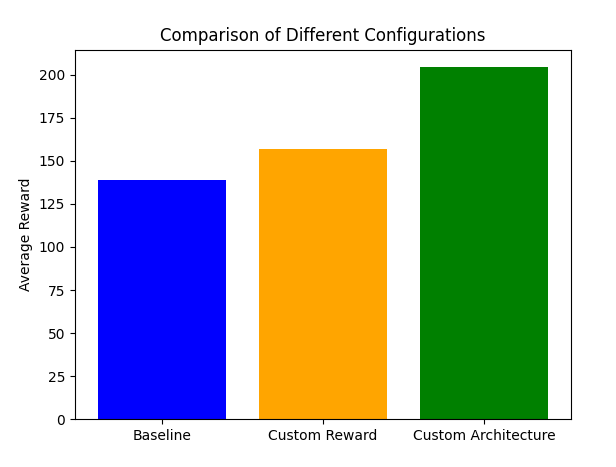 Comparison of Different Configurations
Average Reward
200
175
150
125
100
75
50
25
0
Baseline
Custom Reward
Custom Architecture